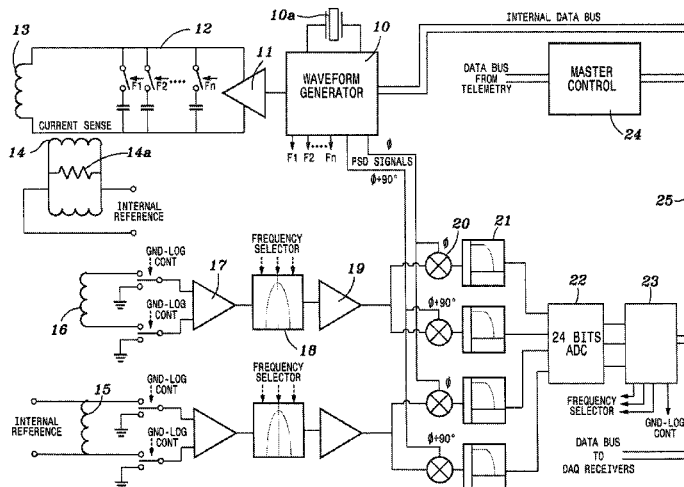 10a
INTERNAL DATA BUS
13
12
10
11
WAVEFORM
GENERATOR
DATA BUS
FROM
TELEMETRY
MASTER
CONTROL
24
F1 F2 Fn
CURRENT SENSE
14
14a
F1 F2 Fn
ϕ
PSD SIGNALS
ϕ+90°
INTERNAL
REFERENCE
25
GND-LOG
CONT
17
FREQUENCY
SELECTOR
19
20
21
ϕ
16
GND-LOG
CONT
18
ϕ+90°
22
23
24 BITS
ADC
GND-LOG
CONT
FREQUENCY
SELECTOR
ϕ
15
INTERNAL
REFERENCE
GND-LOG
CONT
ϕ+90°
FREQUENCY
SELECTOR
GND-LOG
CONT
DATA BUS
TO
DAQ RECEIVERS